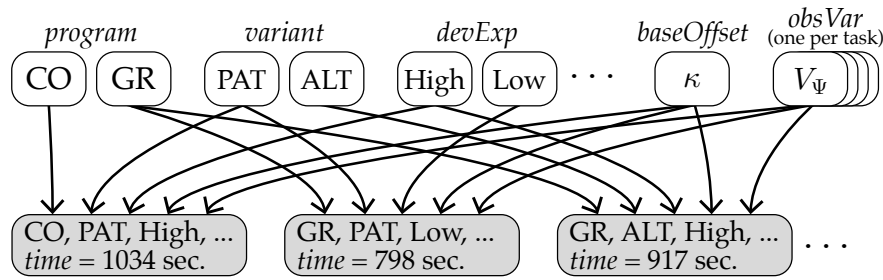 program variant devExp baseOffset obsVar
(one per task)
CO GR PAT ALT High Low ... κ V_Ψ
CO, PAT, High, ... GR, PAT, Low, ... GR, ALT, High, ...
time = 1034 sec. time = 798 sec. time = 917 sec. ...